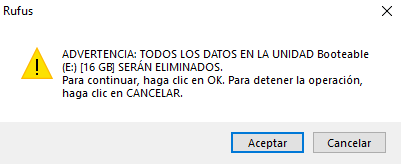 Rufus
ADVERTENCIA: TODOS LOS DATOS EN LA UNIDAD Booteable
(E:) [16 GB] SERÁN ELIMINADOS.
Para continuar, haga clic en OK. Para detener la operación,
haga clic en CANCELAR.
Aceptar
Cancelar